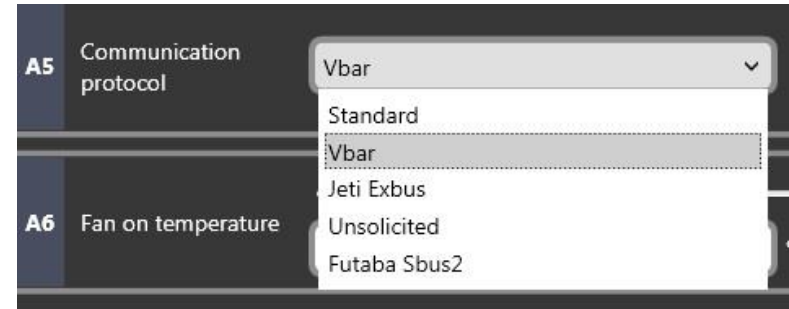 A5
Communication
protocol
Vbar
Standard
Vbar
Jeti Exbus
Unsolicited
Futaba Sbus2
A6
Fan on temperature